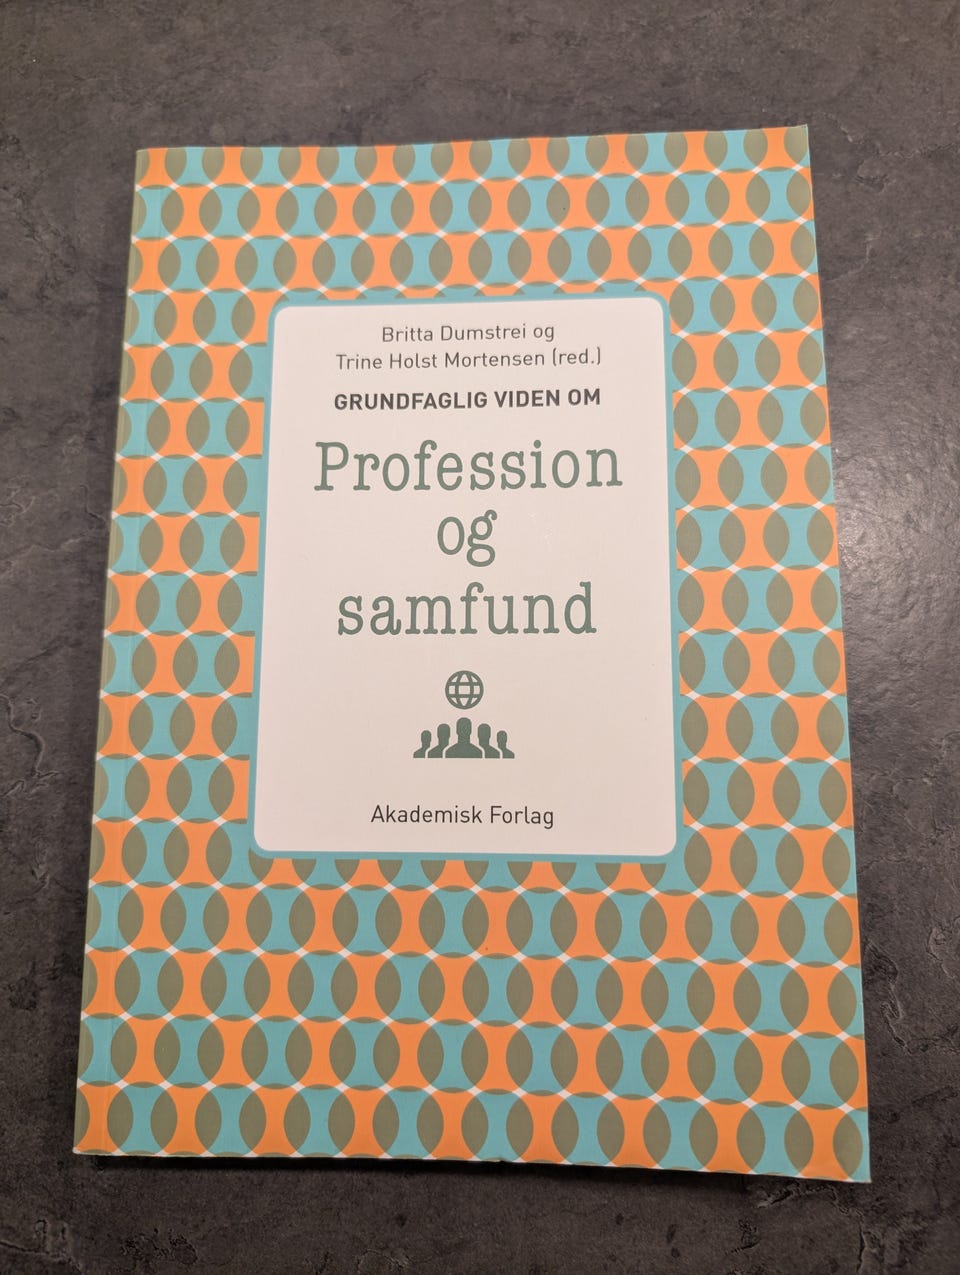 Britta Dumstrei og
Trine Holst Mortensen (red.)
GRUNDFAGLIG VIDEN OM
Profession
og
samfund
Akademisk Forlag